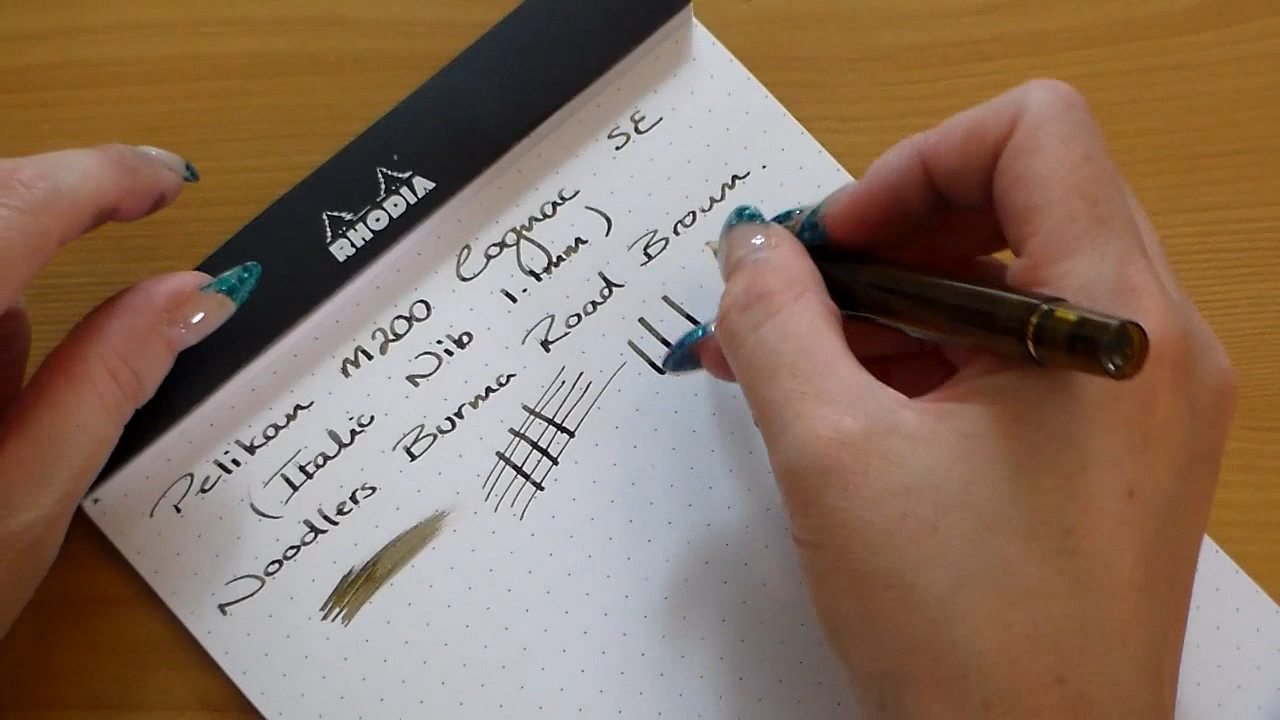 RHODIA
Pelikan M200 Cognac SE
(Italic Nib 1.1mm)
Noodlers Burma Road Brown.